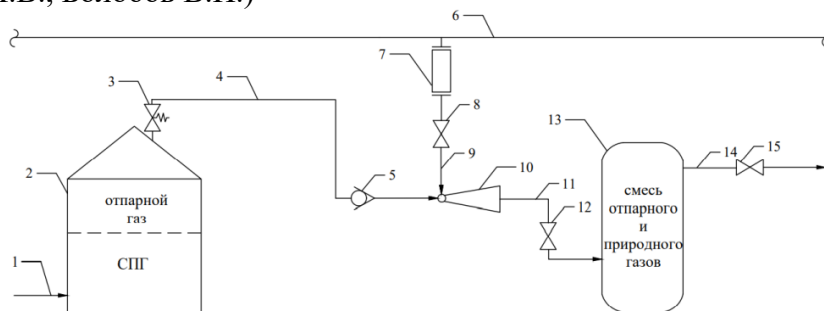 6
7
3
4
8
13
14
15
9
2
5
10
11
12
отпарной
газ
СПГ
1
смесь
отпарного
и
природного
газов